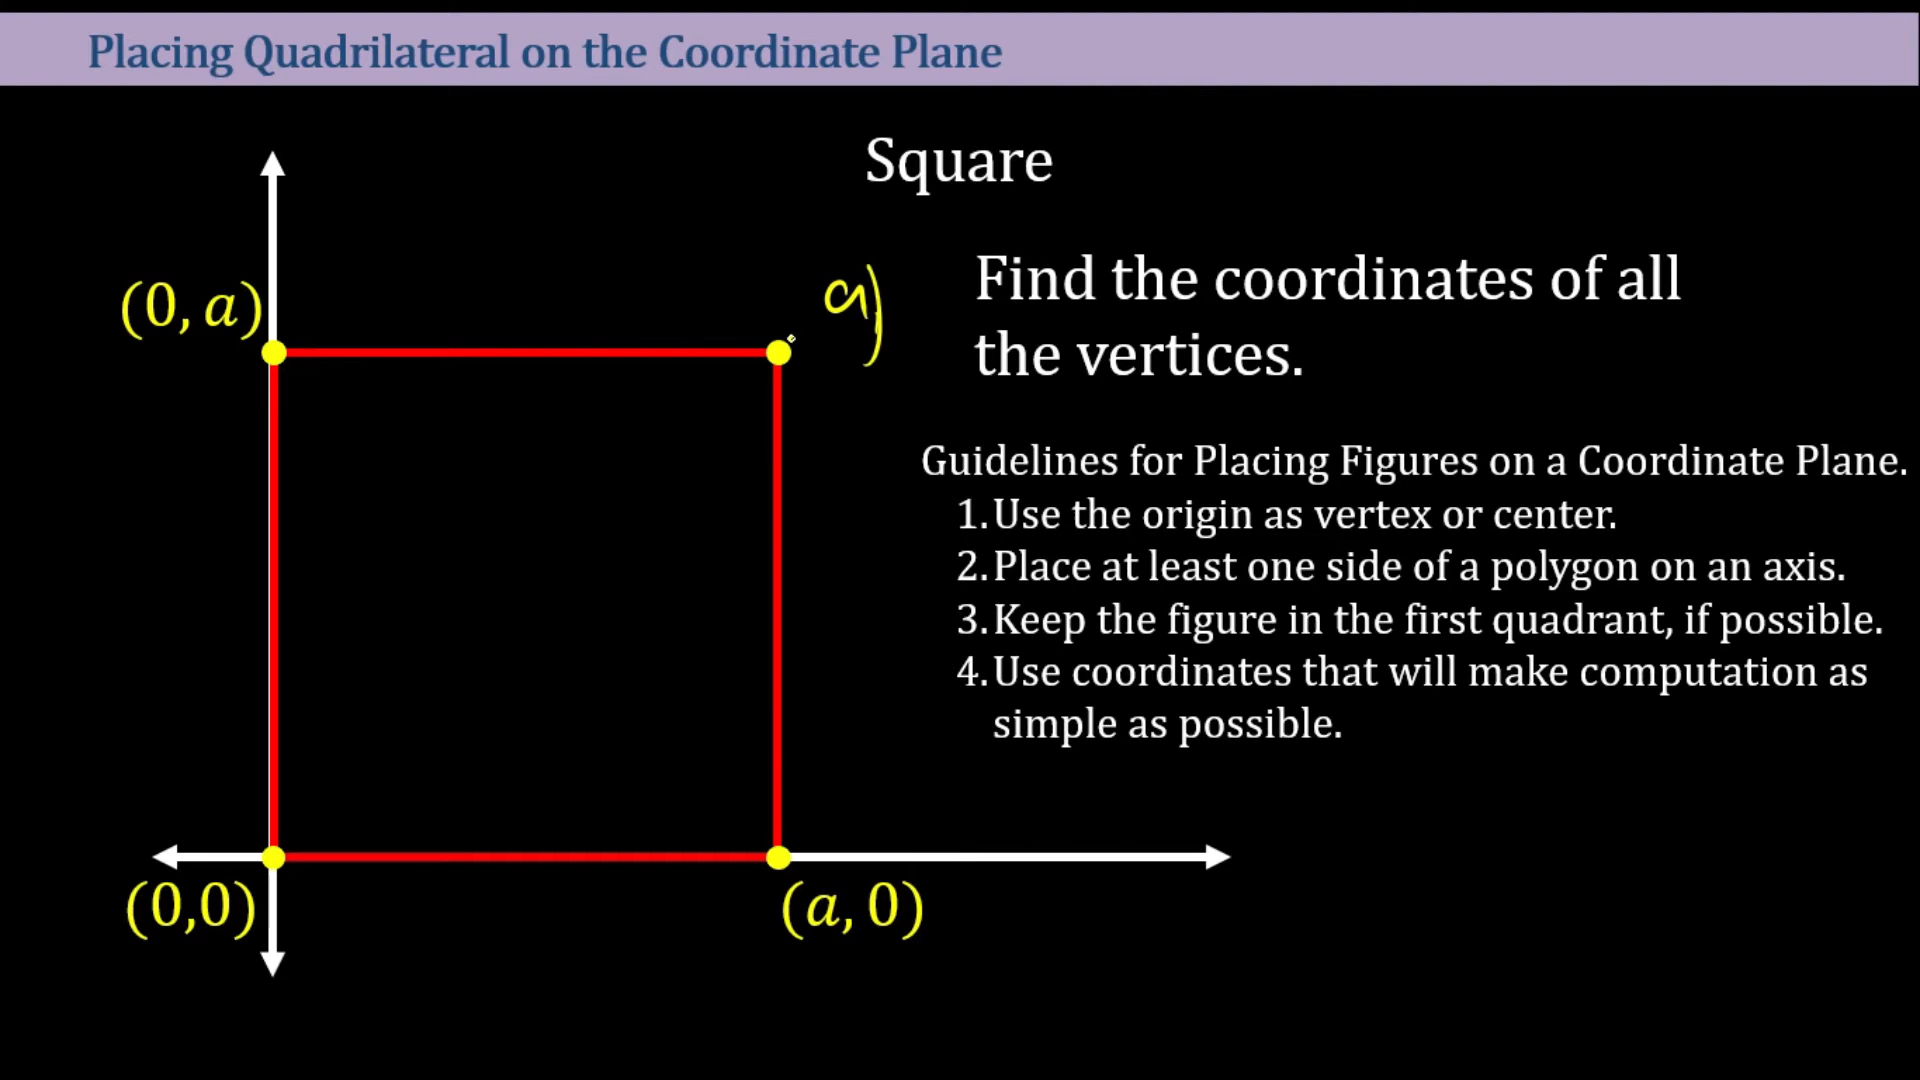 Placing Quadrilateral on the Coordinate Plane
Square
(0, a)
a)
Find the coordinates of all
the vertices.
Guidelines for Placing Figures on a Coordinate Plane.
1.Use the origin as vertex or center.
2.Place at least one side of a polygon on an axis.
3.Keep the figure in the first quadrant, if possible.
4.Use coordinates that will make computation as
simple as possible.
(0,0)
(a, 0)